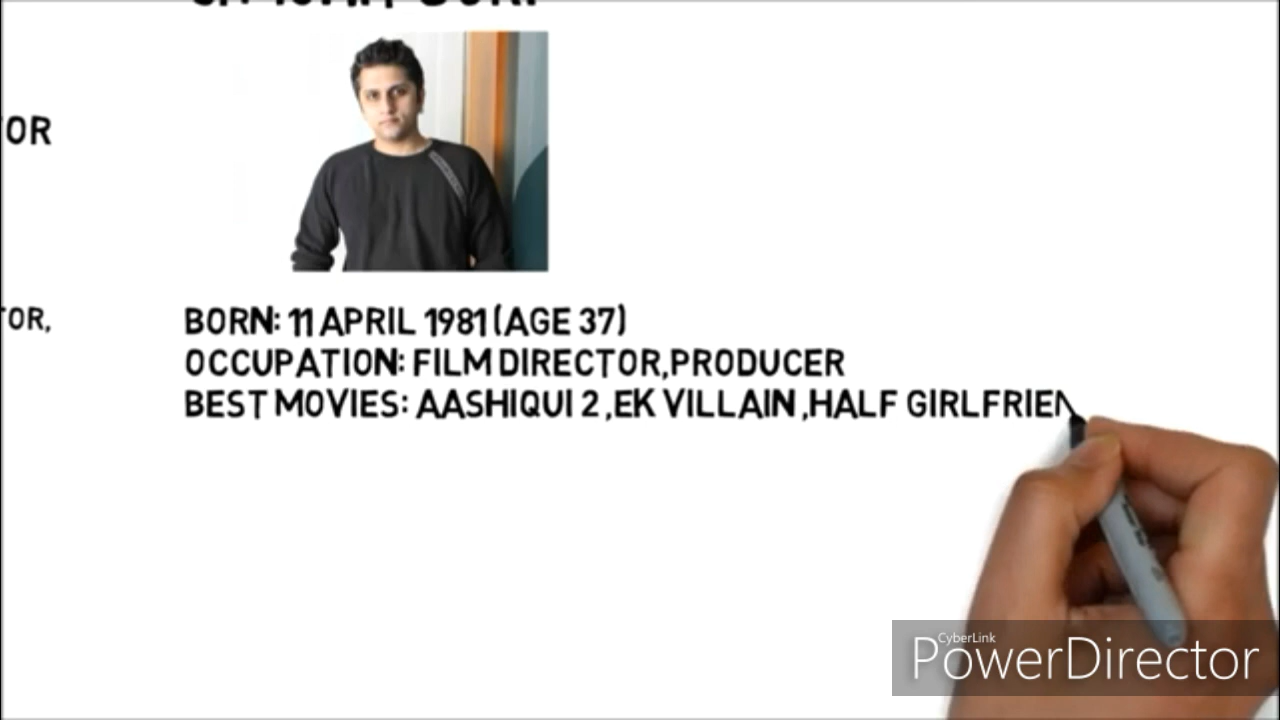 TOR
TOR,
BORN: 11 APRIL 1981 (AGE 37)
OCCUPATION: FILM DIRECTOR,PRODUCER
BEST MOVIES: AASHIQUI 2 ,EK VILLAIN ,HALF GIRLFRIEN
CyberLink
PowerDirector